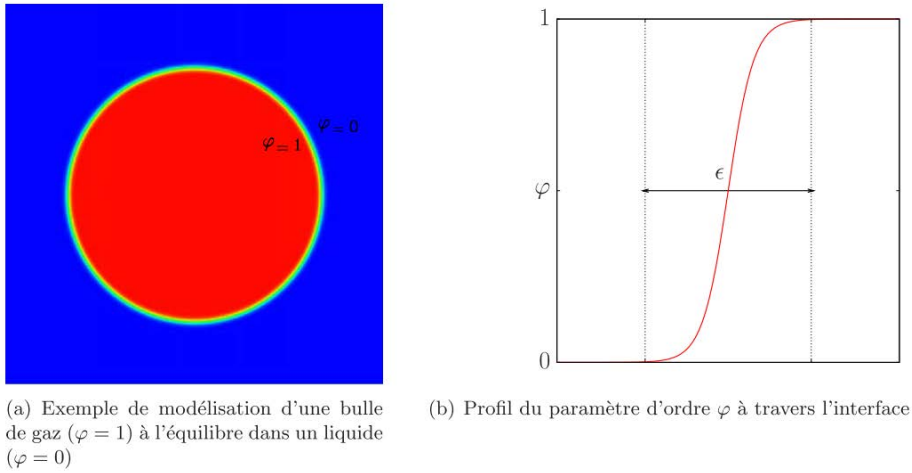 φ = 0
φ = 1
(a) Exemple de modélisation d'une bulle
de gaz (φ = 1) à l'équilibre dans un liquide
(φ = 0)
1
ϵ
φ
0
(b) Profil du paramètre d'ordre φ à travers l'interface